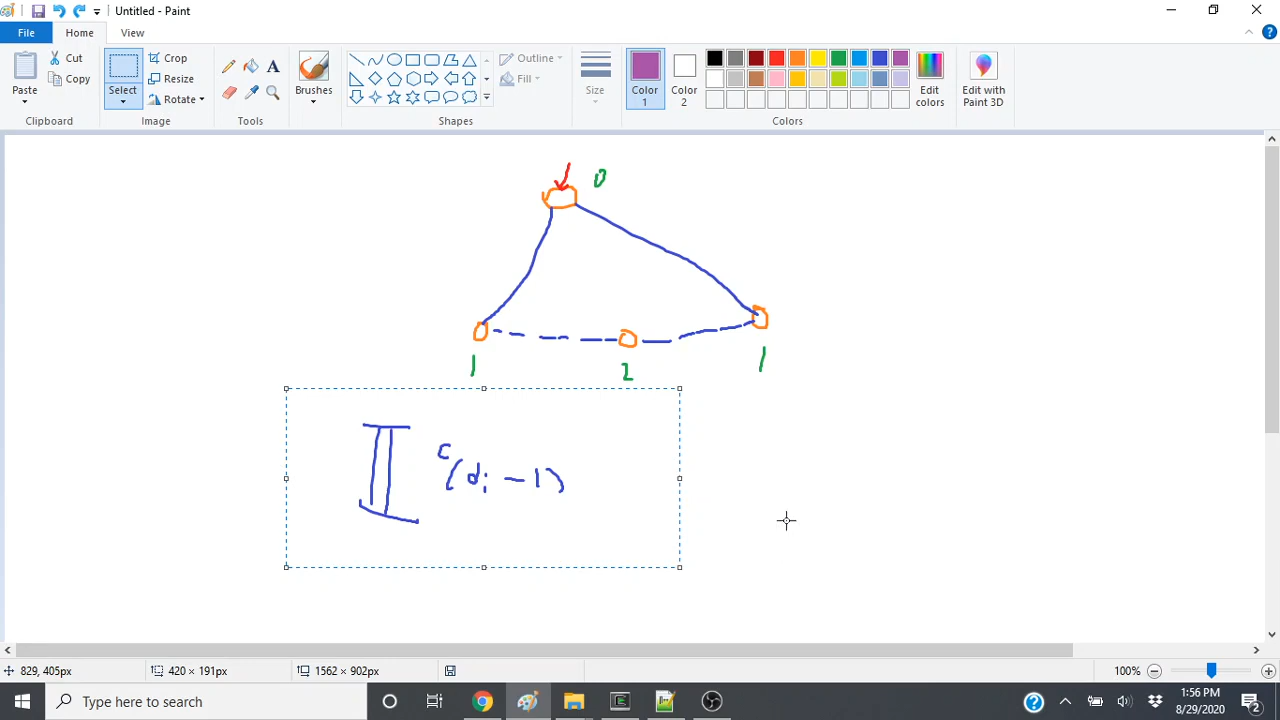 Untitled - Paint
File Home View
Cut
Copy
Paste
Crop
Resize
Rotate
Select
Brushes
Outline
Fill
Size
Color 1
Color 2
Edit colors
Edit with Paint 3D
Clipboard Image Tools Shapes Colors
0
1 2 1
c(di - 1)
829, 405px 420 × 191px 1562 × 902px 100%
Type here to search
1:56 PM
8/29/2020
2